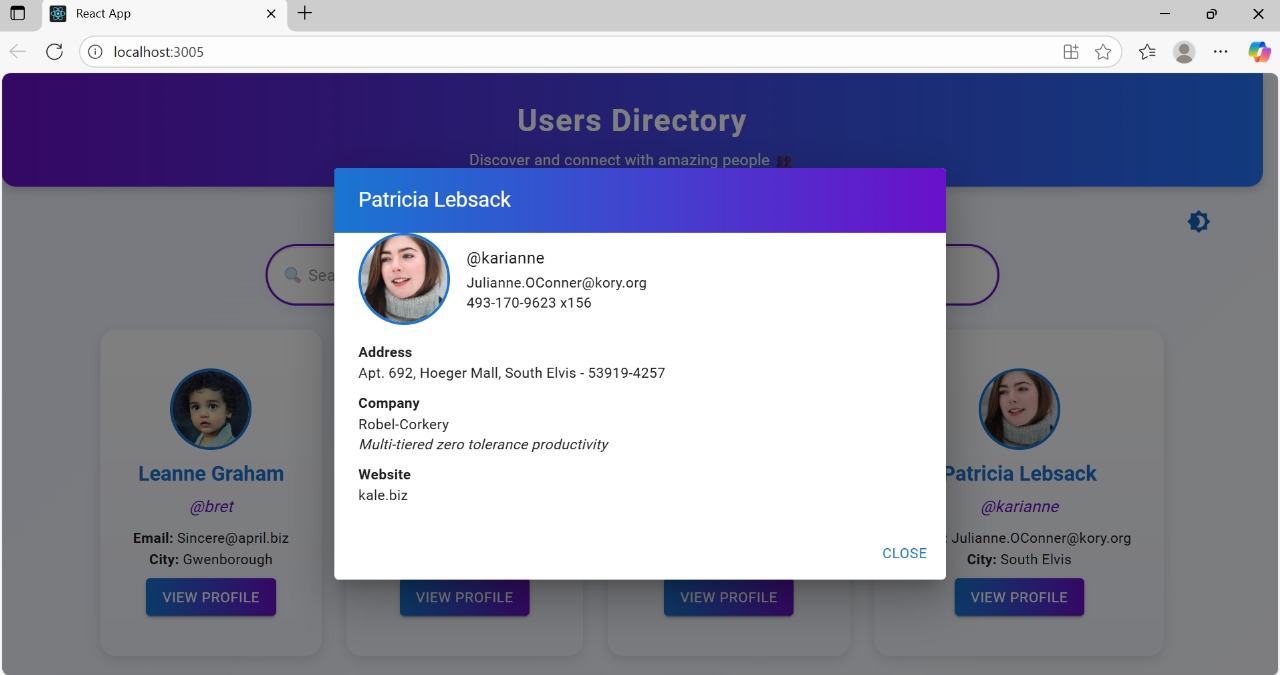 React App
localhost:3005
Users Directory
Discover and connect with amazing people
Patricia Lebsack
@karianne
Julianne.OConner@kory.org
493-170-9623 x156
Address
Apt. 692, Hoeger Mall, South Elvis - 53919-4257
Company
Robel-Corkery
Multi-tiered zero tolerance productivity
Website
kale.biz
CLOSE
Sea
Leanne Graham
@bret
Email: Sincere@april.biz
City: Gwenborough
VIEW PROFILE
VIEW PROFILE
VIEW PROFILE
Patricia Lebsack
@karianne
: Julianne.OConner@kory.org
City: South Elvis
VIEW PROFILE